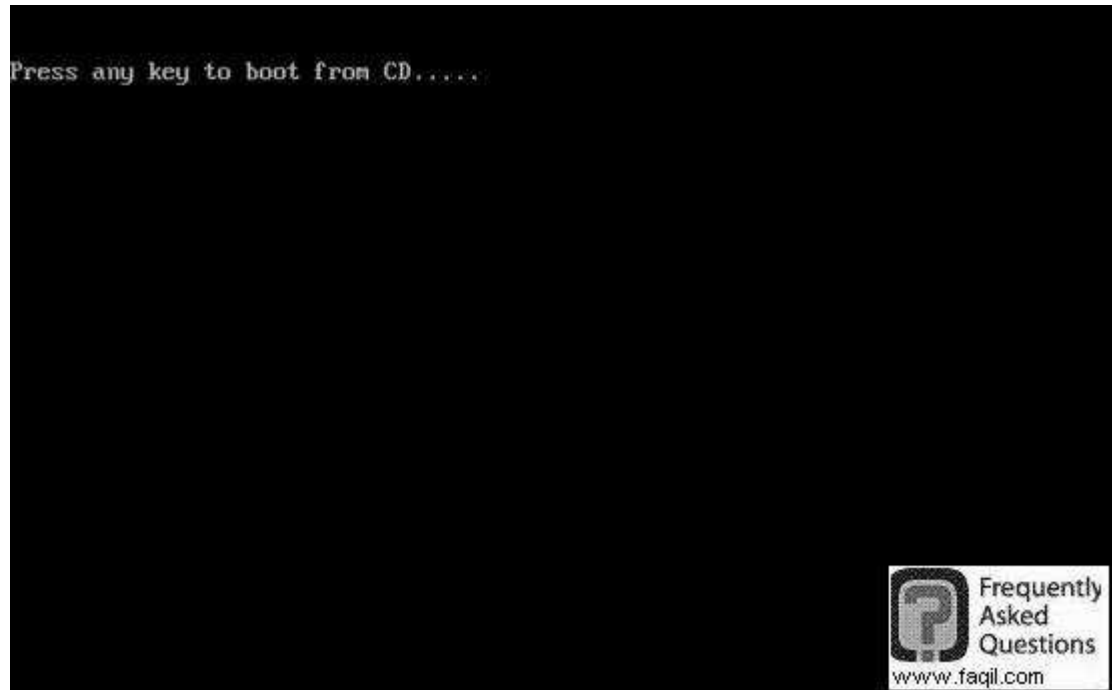 Press any key to boot from CD.....
Frequently
Asked
Questions
www.faqil.com